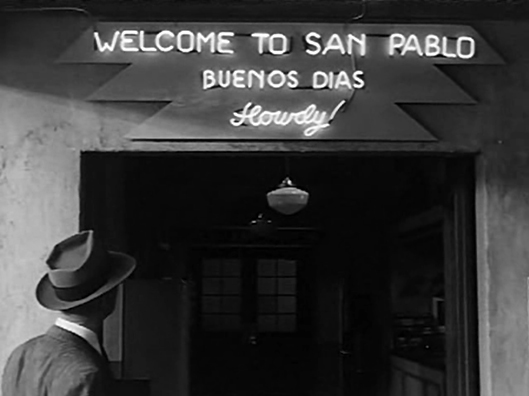 WELCOME TO SAN PABLO
BUENOS DIAS
Howdy!